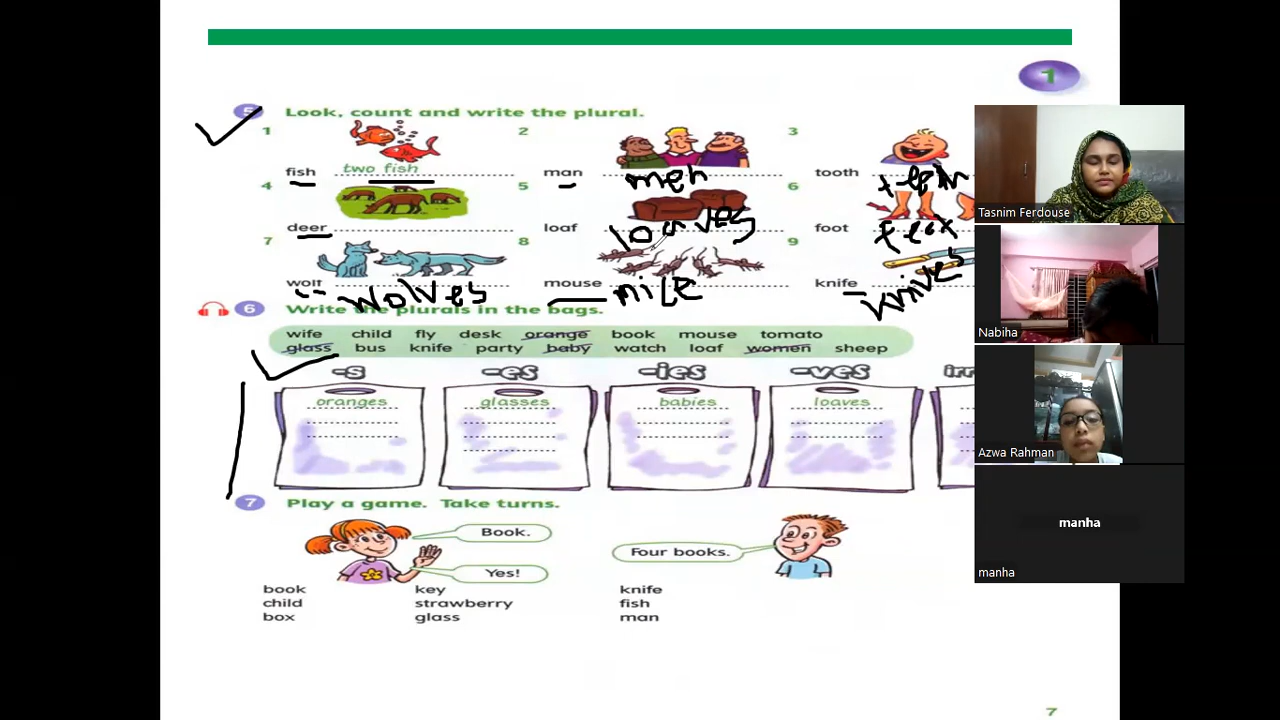 1
5 Look, count and write the plural.
1 2 3
fish two fish man men tooth teeth
4 5 6
deer loaf loaves foot feet
7 8 9
wolf wolves mouse mice knife knives
6 Write the plurals in the bags.
wife child fly desk orange book mouse tomato
glass bus knife party baby watch loaf women sheep
-s -es -ies -ves irr
oranges glasses babies loaves
7 Play a game. Take turns.
Book.
Four books.
Yes!
book key knife
child strawberry fish
box glass man
7
Tasnim Ferdouse
Nabiha
Azwa Rahman
manha
manha